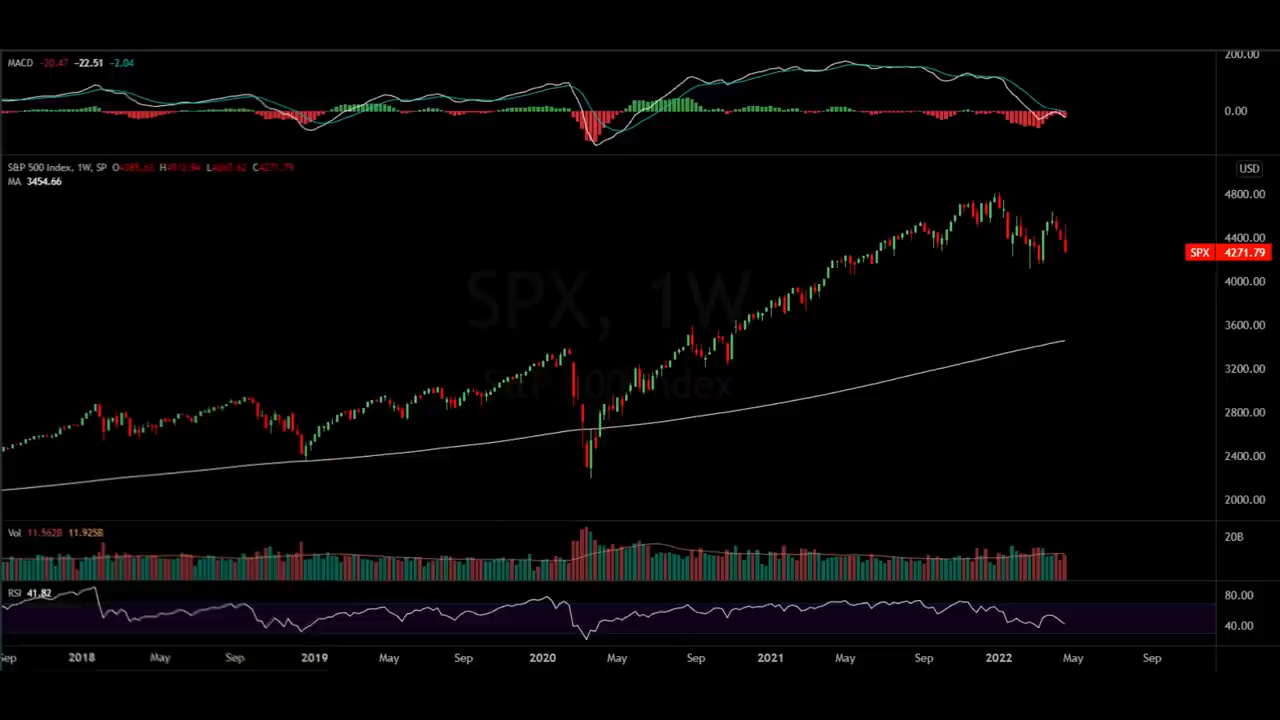 MACD -20.47 -22.51 -2.04
200.00
0.00
S&P 500 Index, 1W, SP
USD
MA 3454.66
4800.00
4400.00
SPX 4271.79
4000.00
SPX, 1W
S&P 500 Index
3600.00
3200.00
2800.00
2400.00
2000.00
Vol 11.562B 11.925B
20B
RSI 41.82
80.00
40.00
Sep 2018 May Sep 2019 May Sep 2020 May Sep 2021 May Sep 2022 May Sep